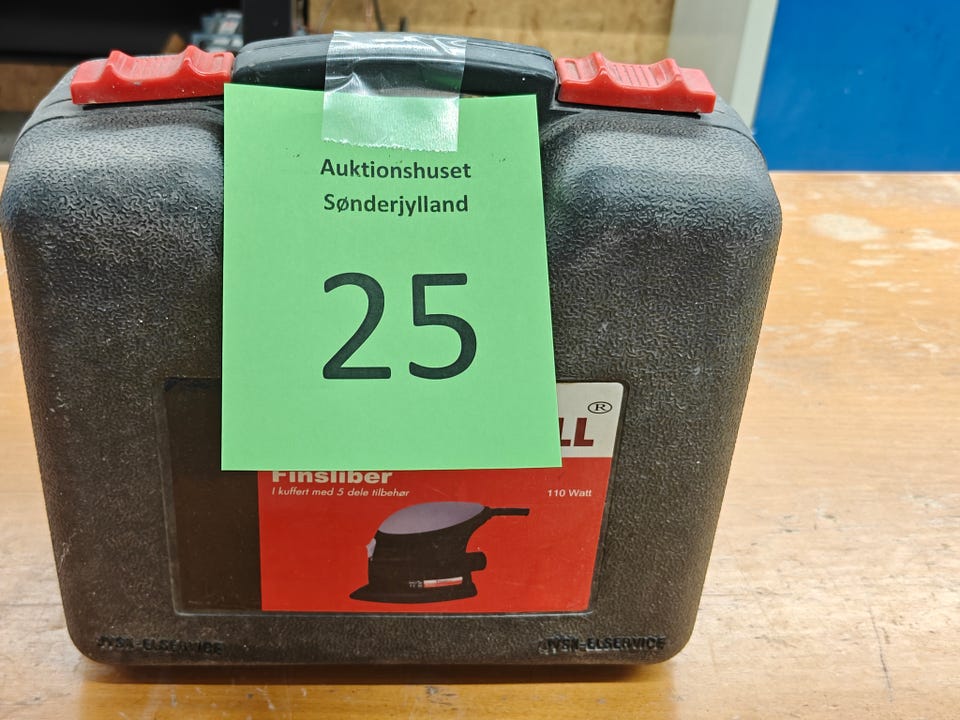 Auktionshuset
Sønderjylland
25
LL®
Finsliber
I kuffert med 5 dele tilbehør
110 Watt
JYSK-ELSERVICE
JYSK-ELSERVICE